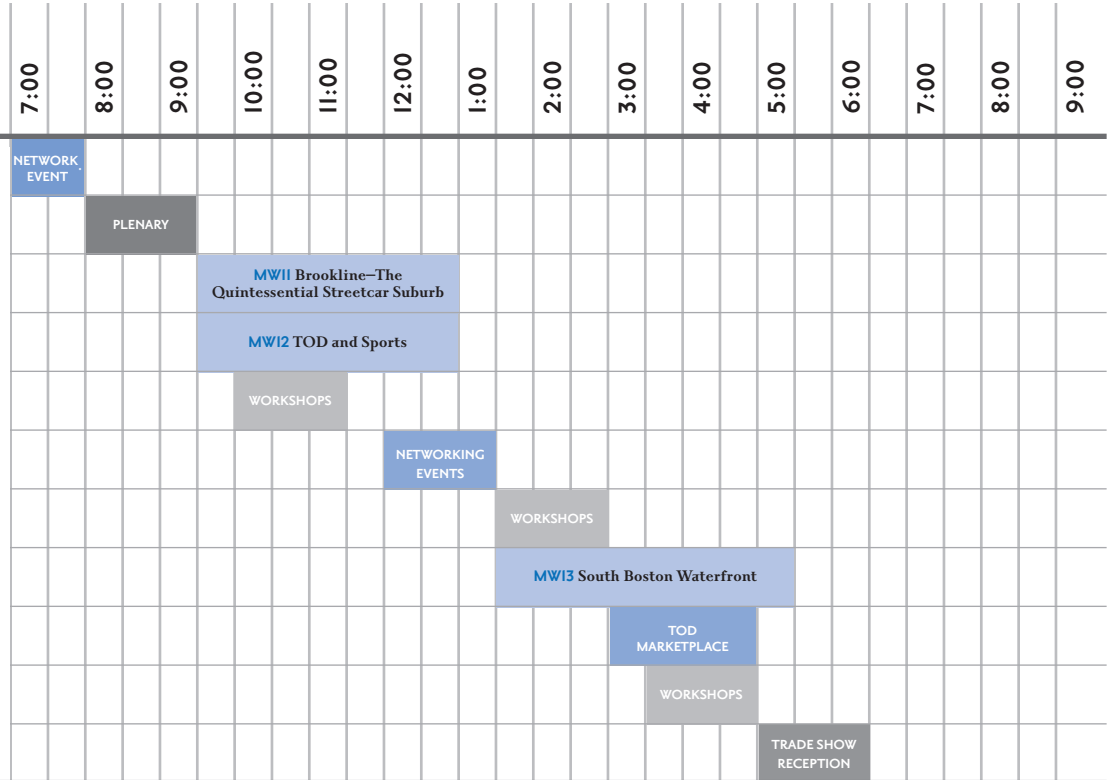 7:00
8:00
9:00
10:00
11:00
12:00
1:00
2:00
3:00
4:00
5:00
6:00
7:00
8:00
9:00
NETWORK.
EVENT
PLENARY
MW11 Brookline—The
Quintessential Streetcar Suburb
MW12 TOD and Sports
WORKSHOPS
NETWORKING
EVENTS
WORKSHOPS
MW13 South Boston Waterfront
TOD
MARKETPLACE
WORKSHOPS
TRADE SHOW
RECEPTION